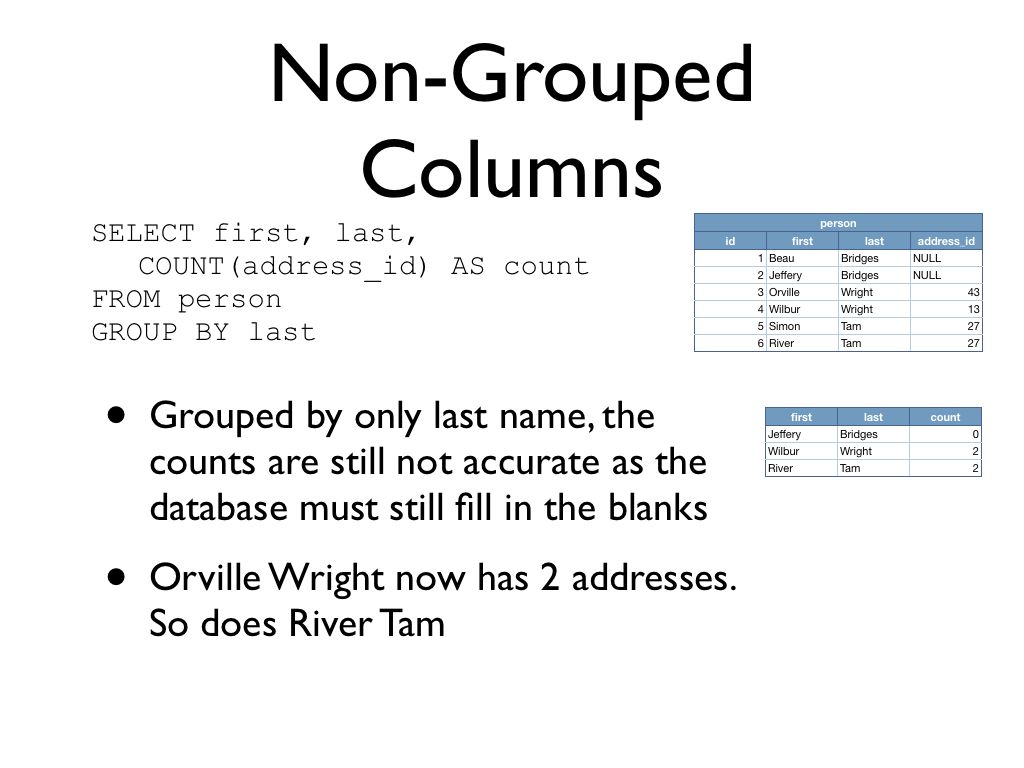 Non-Grouped
Columns
SELECT first, last,
COUNT(address_id) AS count
FROM person
GROUP BY last
person
id first last address_id
1 Beau Bridges NULL
2 Jeffery Bridges NULL
3 Orville Wright 43
4 Wilbur Wright 13
5 Simon Tam 27
6 River Tam 27
• Grouped by only last name, the
counts are still not accurate as the
database must still fill in the blanks
first last count
Jeffery Bridges 0
Wilbur Wright 2
River Tam 2
• Orville Wright now has 2 addresses.
So does River Tam